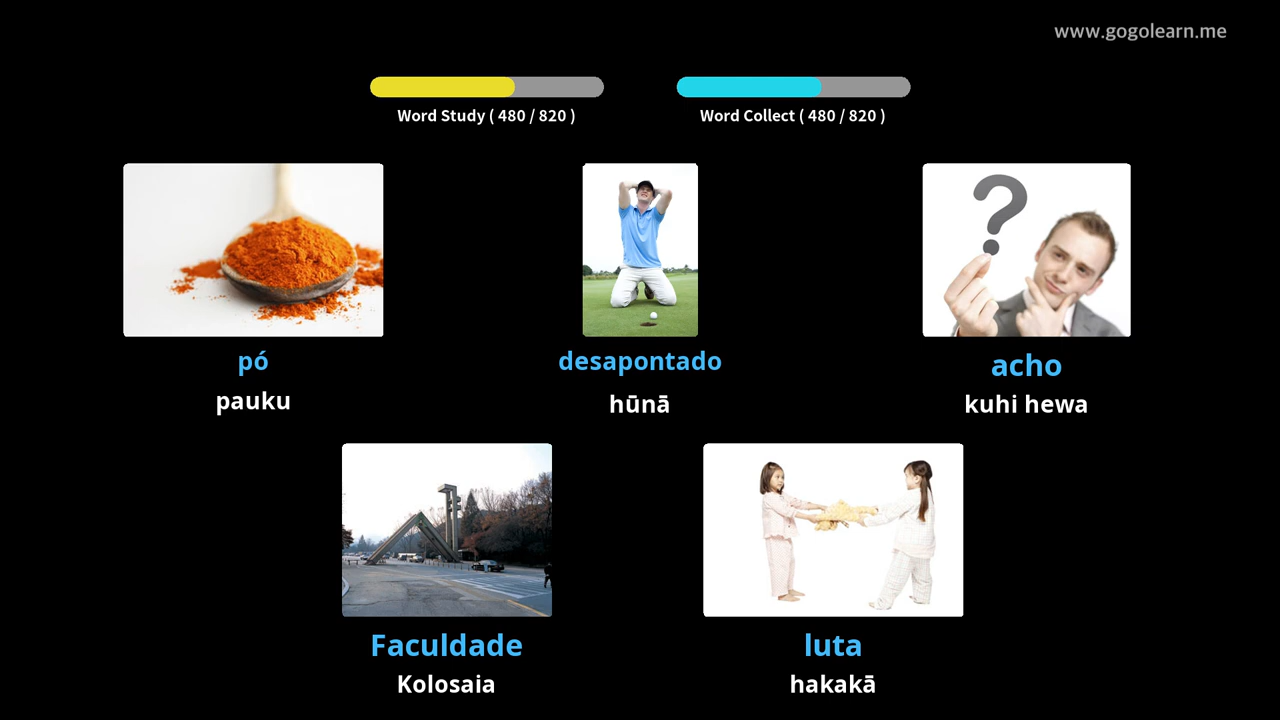 www.gogolearn.me
Word Study ( 480 / 820 )
Word Collect ( 480 / 820 )
pó
pauku
desapontado
hūnā
acho
kuhi hewa
Faculdade
Kolosaia
luta
hakakā